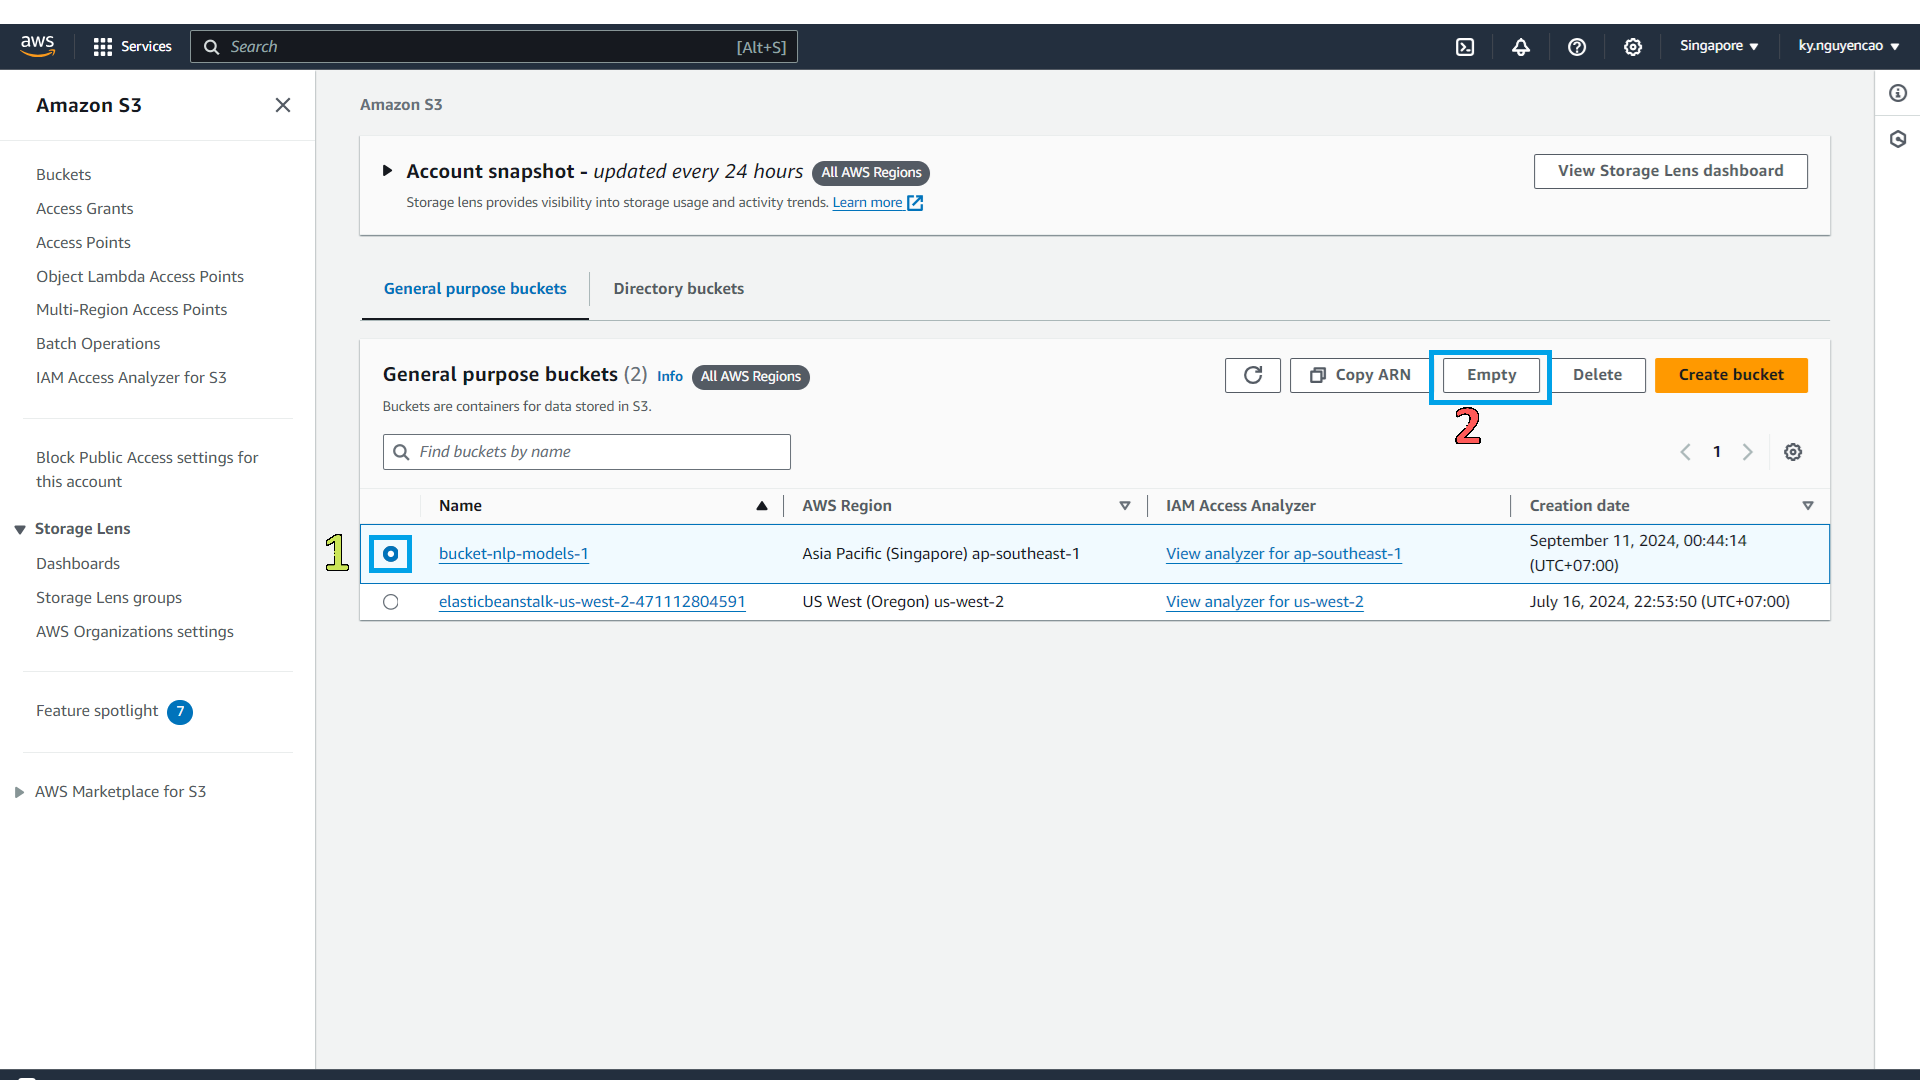 aws
Services
Search
[Alt+S]
Singapore
ky.nguyencao
Amazon S3
Buckets
Access Grants
Access Points
Object Lambda Access Points
Multi-Region Access Points
Batch Operations
IAM Access Analyzer for S3
Block Public Access settings for
this account
Storage Lens
Dashboards
Storage Lens groups
AWS Organizations settings
Feature spotlight 7
AWS Marketplace for S3
Amazon S3
Account snapshot - updated every 24 hours All AWS Regions
Storage lens provides visibility into storage usage and activity trends. Learn more
View Storage Lens dashboard
General purpose buckets
Directory buckets
General purpose buckets (2) Info All AWS Regions
Buckets are containers for data stored in S3.
Copy ARN
Empty
Delete
Create bucket
2
Find buckets by name
1
Name
AWS Region
IAM Access Analyzer
Creation date
1
bucket-nlp-models-1
Asia Pacific (Singapore) ap-southeast-1
View analyzer for ap-southeast-1
September 11, 2024, 00:44:14
(UTC+07:00)
elasticbeanstalk-us-west-2-471112804591
US West (Oregon) us-west-2
View analyzer for us-west-2
July 16, 2024, 22:53:50 (UTC+07:00)